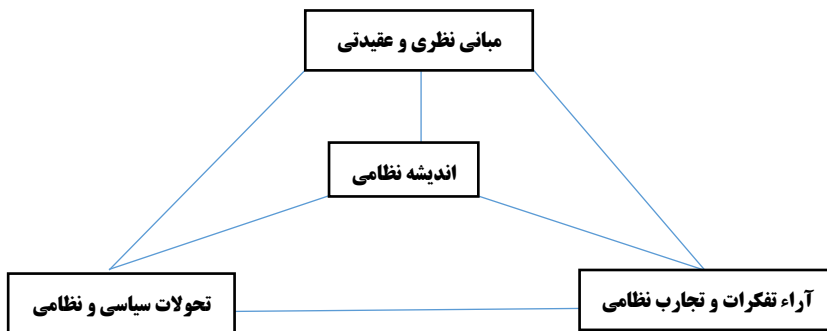 مبانی نظری و عقیدتی
اندیشه نظامی
آراء تفکرات و تجارب نظامی
تحولات سیاسی و نظامی